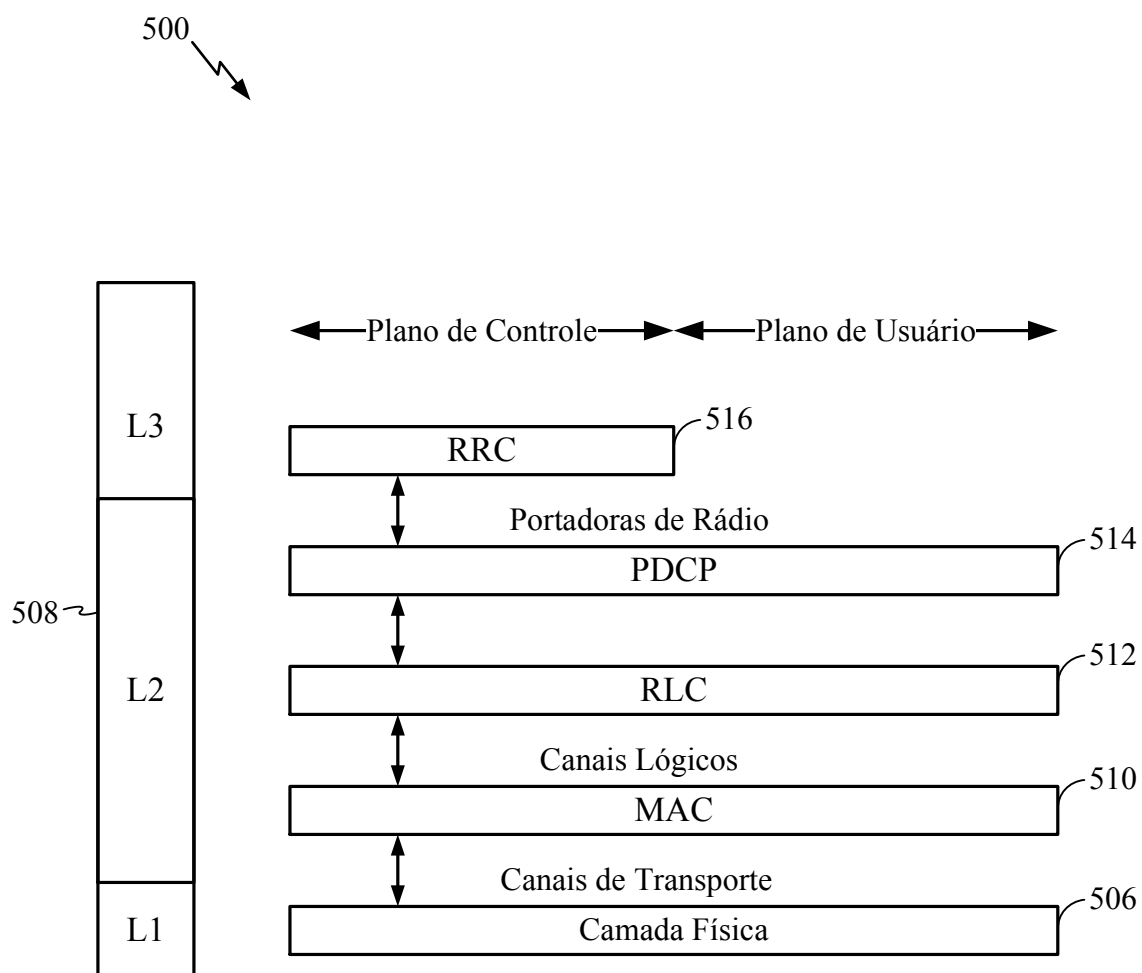 500
Plano de Controle
Plano de Usuário
L3
516
RRC
Portadoras de Rádio
514
PDCP
508
512
L2
RLC
Canais Lógicos
510
MAC
Canais de Transporte
506
L1
Camada Física